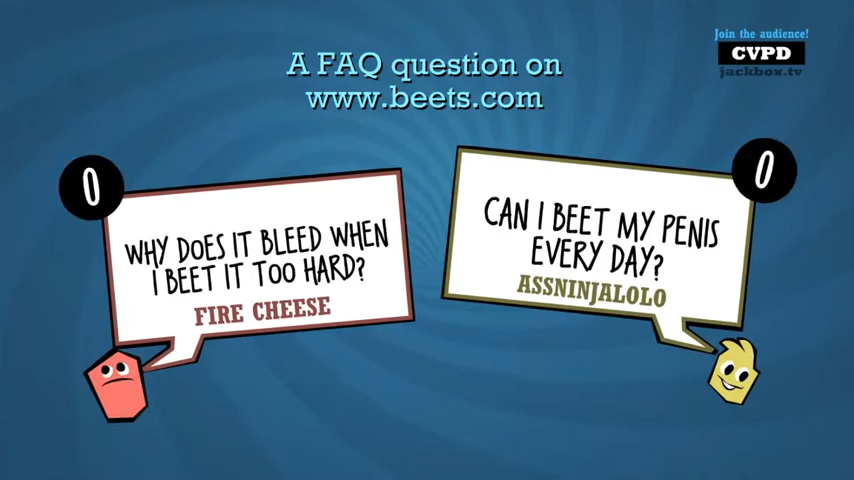 Join the audience!
CVPD
jackbox.tv
A FAQ question on
www.beets.com
0
WHY DOES IT BLEED WHEN
I BEET IT TOO HARD?
FIRE CHEESE
0
CAN I BEET MY PENIS
EVERY DAY?
ASSNINJALOLO